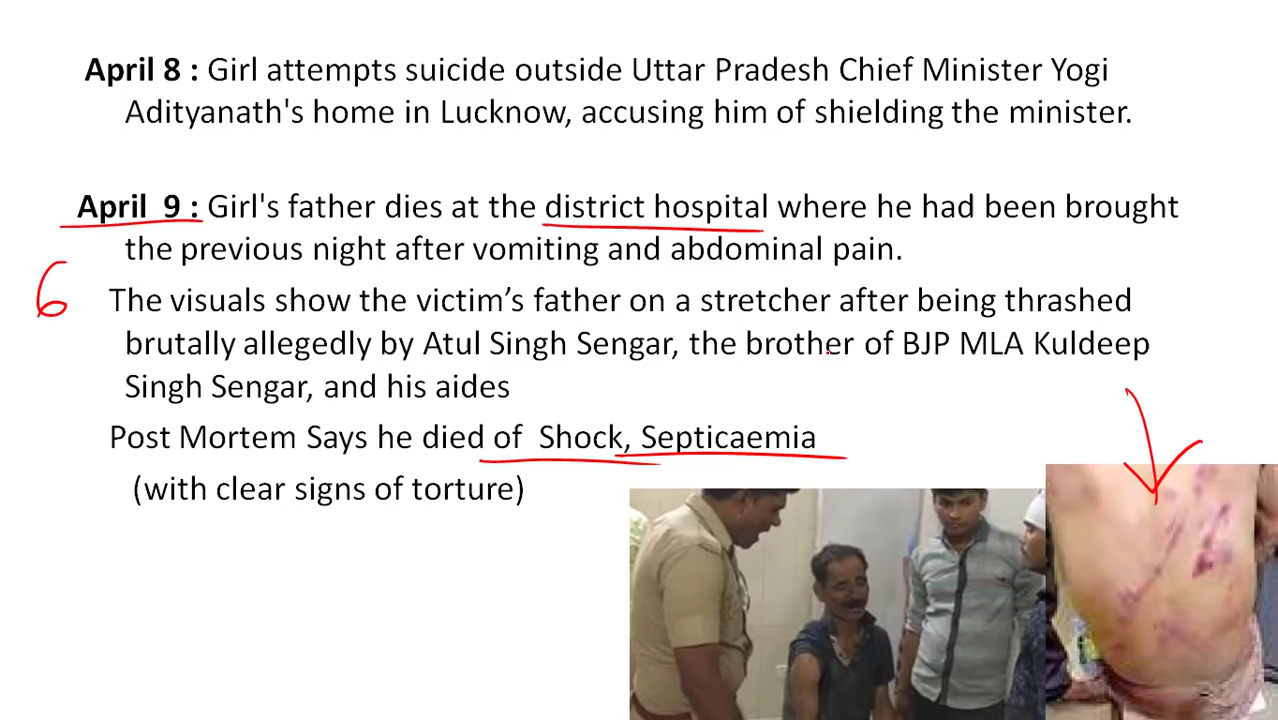 April 8 : Girl attempts suicide outside Uttar Pradesh Chief Minister Yogi
Adityanath's home in Lucknow, accusing him of shielding the minister.
April 9 : Girl's father dies at the district hospital where he had been brought
the previous night after vomiting and abdominal pain.
6
The visuals show the victim’s father on a stretcher after being thrashed
brutally allegedly by Atul Singh Sengar, the brother of BJP MLA Kuldeep
Singh Sengar, and his aides
Post Mortem Says he died of Shock, Septicaemia
(with clear signs of torture)